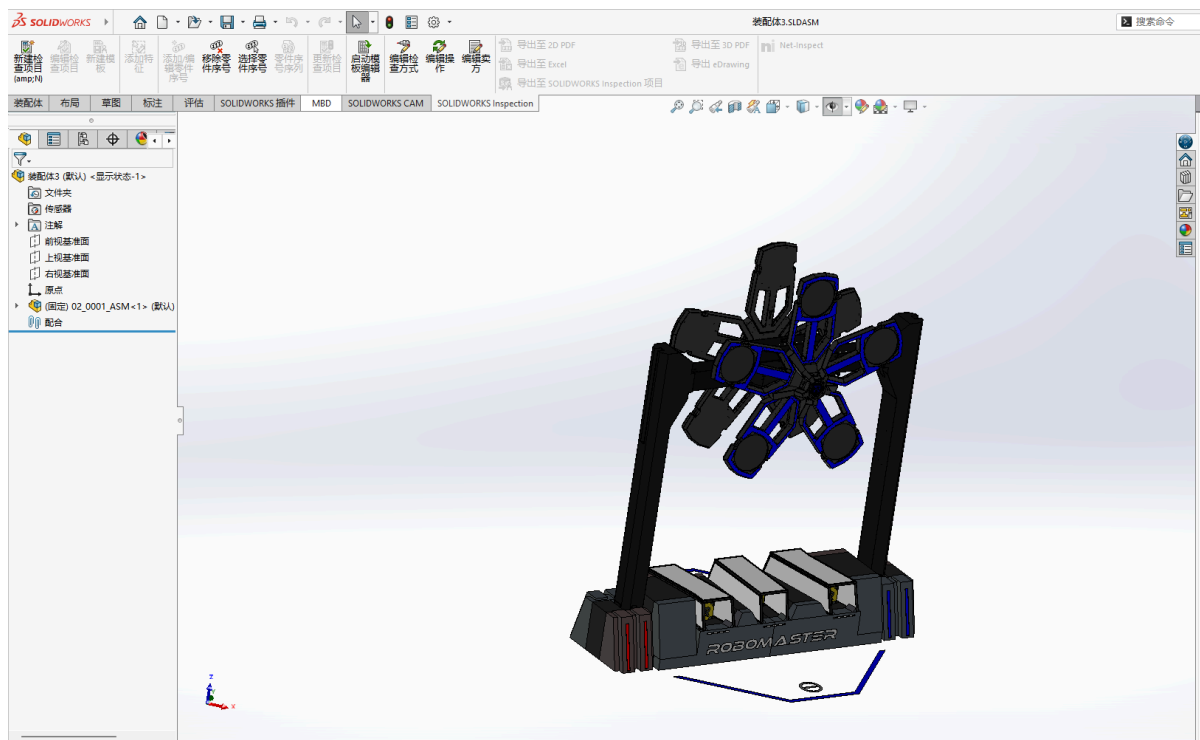 SOLIDWORKS
装配体3.SLDASM
搜索命令
新建检查项目(amp;N)
编辑检查项目
新建模板
添加特征
添加/编辑零件序号
移除零件序号
选择零件序号
零件序号序列
更新检查项目
启动模板编辑器
编辑检查方式
编辑操作
编辑卖方
导出至 2D PDF
导出至 Excel
导出至 SOLIDWORKS Inspection 项目
导出至 3D PDF
导出 eDrawing
Net-Inspect
装配体 布局 草图 标注 评估 SOLIDWORKS 插件 MBD SOLIDWORKS CAM SOLIDWORKS Inspection
装配体3 (默认) <显示状态-1>
文件夹
传感器
注解
前视基准面
上视基准面
右视基准面
原点
(固定) 02_0001_ASM<1> (默认)
配合
ROBOMASTER
Z
Y
X